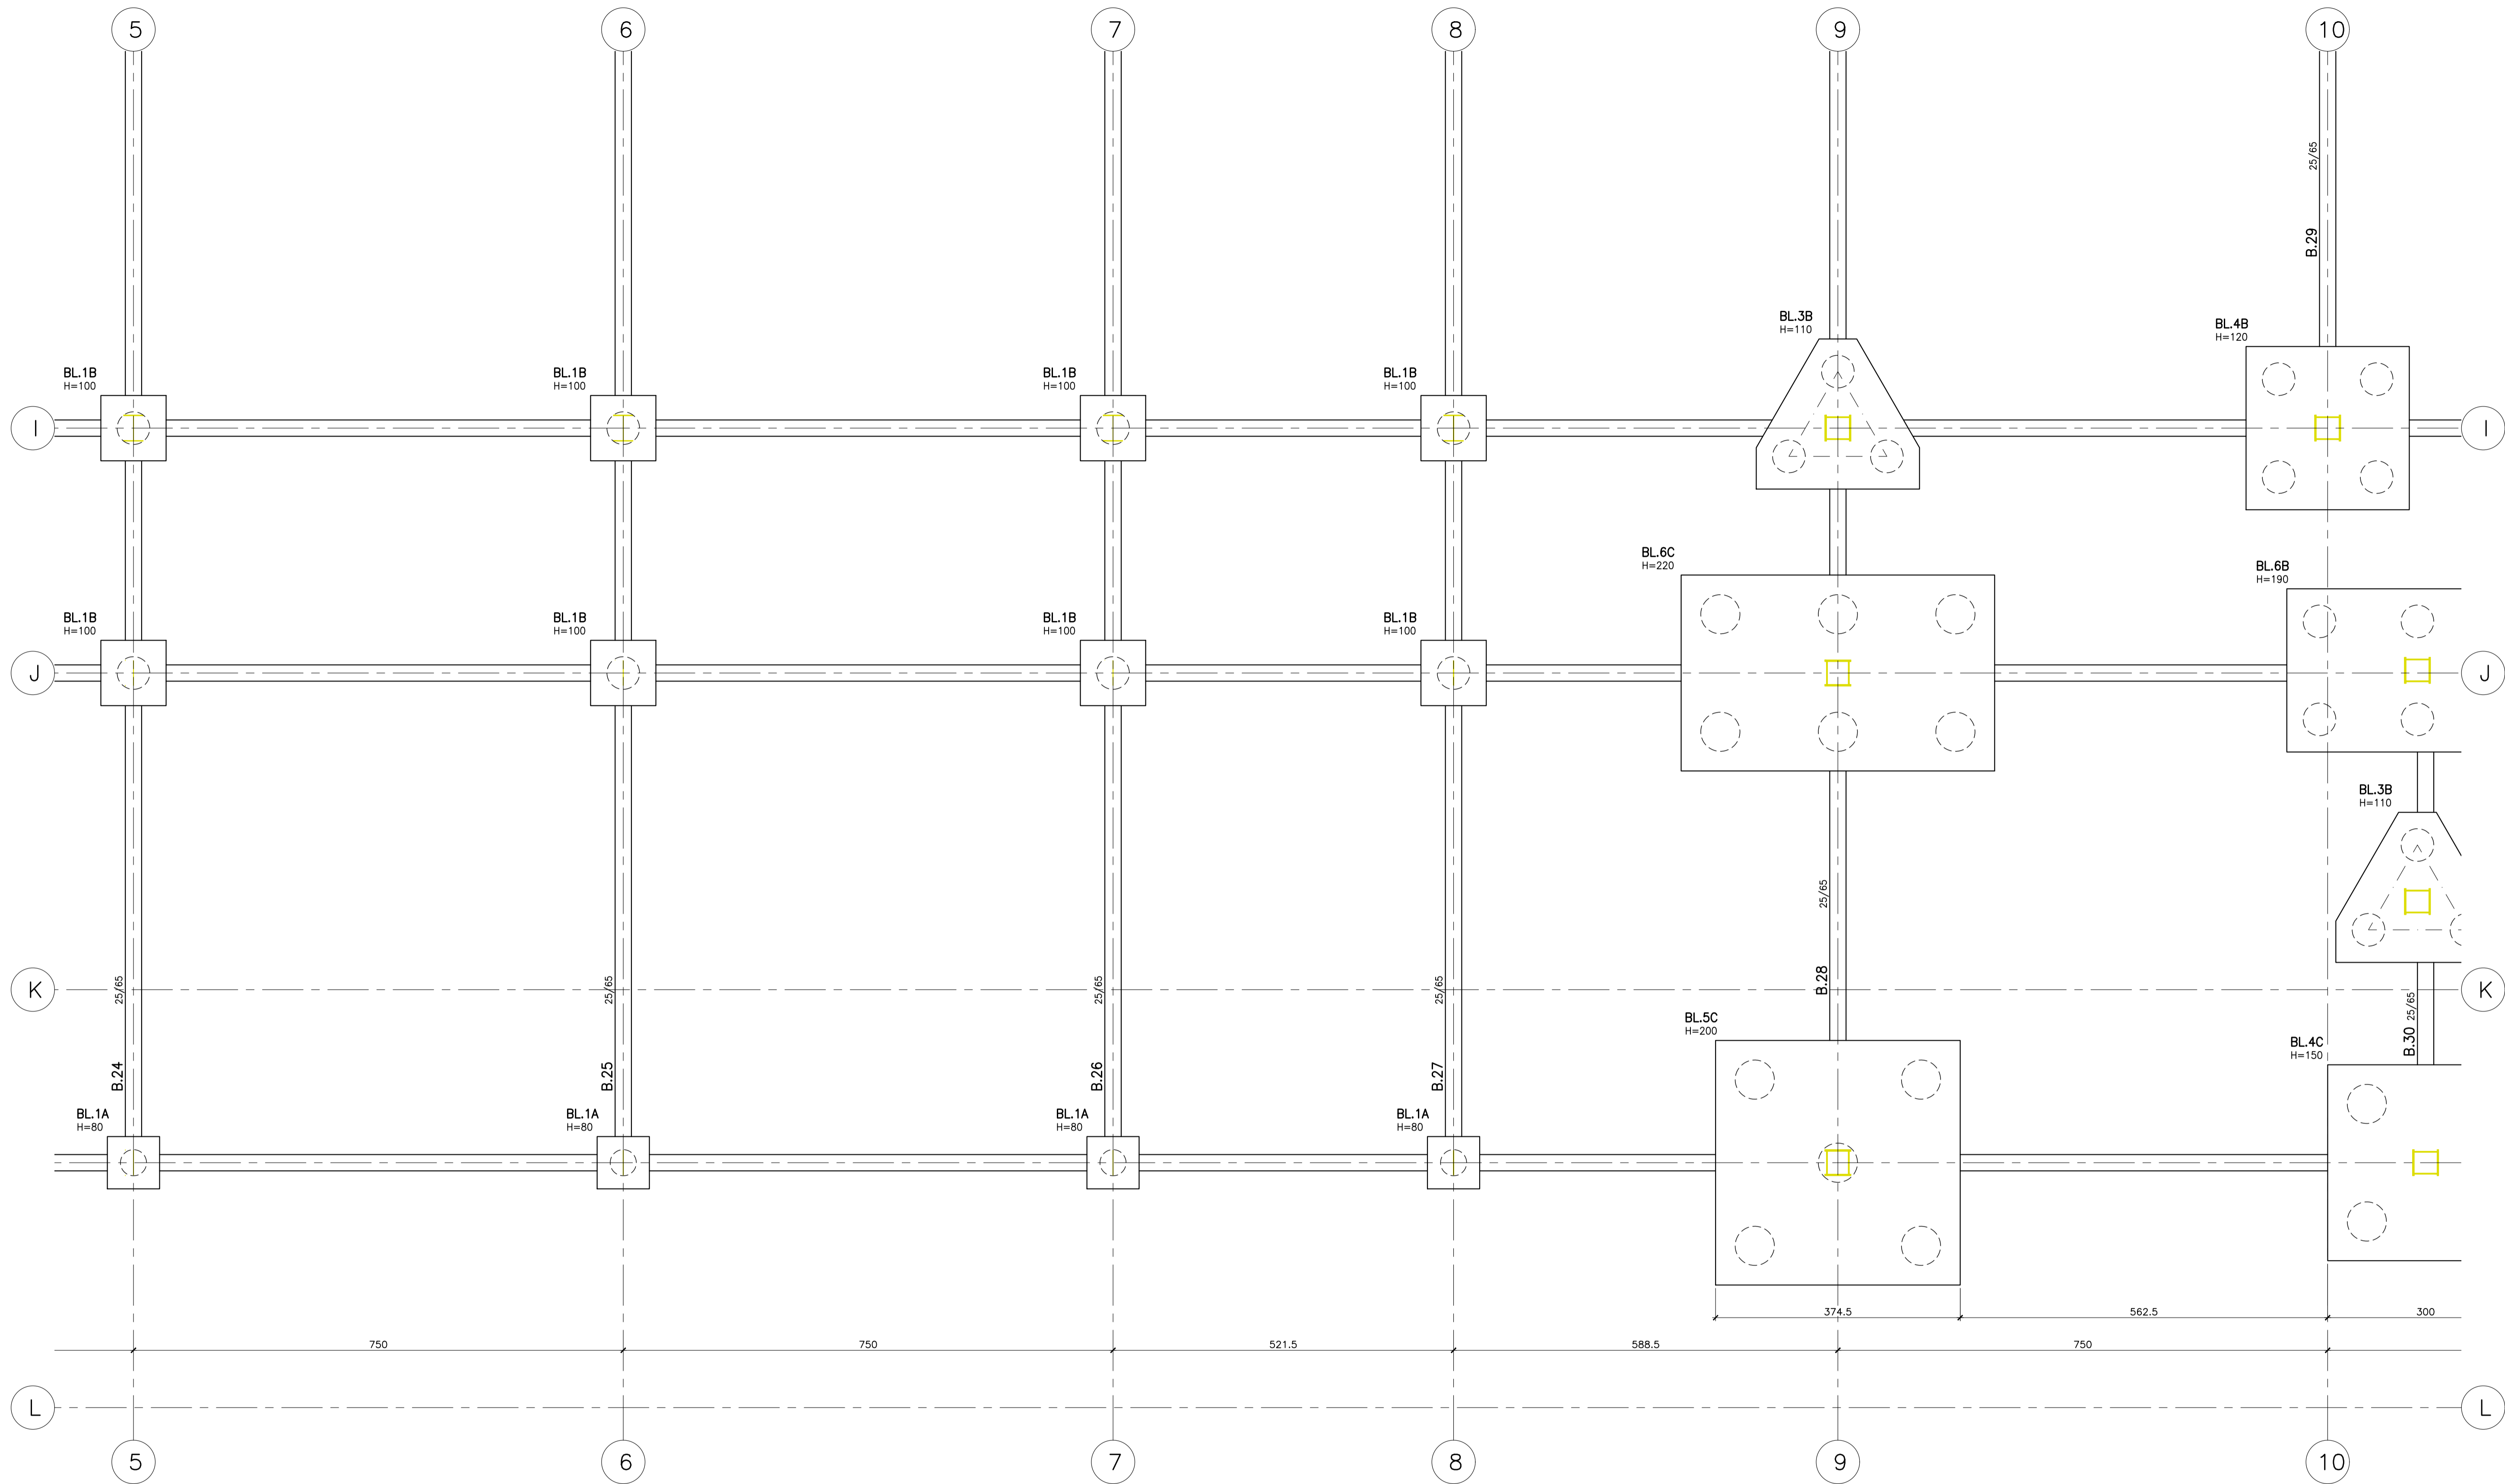 5
6
7
8
9
10
25/65
B.29
BL.3B
H=110
BL.4B
H=120
BL.1B
H=100
BL.1B
H=100
BL.1B
H=100
BL.1B
H=100
I
I
BL.6C
H=220
BL.6B
H=190
BL.1B
H=100
BL.1B
H=100
BL.1B
H=100
BL.1B
H=100
J
J
BL.3B
H=110
25/65
K
25/65
25/65
25/65
25/65
B.28
K
25/65
BL.5C
H=200
BL.4C
H=150
B.30
B.24
B.25
B.26
B.27
BL.1A
H=80
BL.1A
H=80
BL.1A
H=80
BL.1A
H=80
374.5
562.5
300
750
750
521.5
588.5
750
L
L
5
6
7
8
9
10